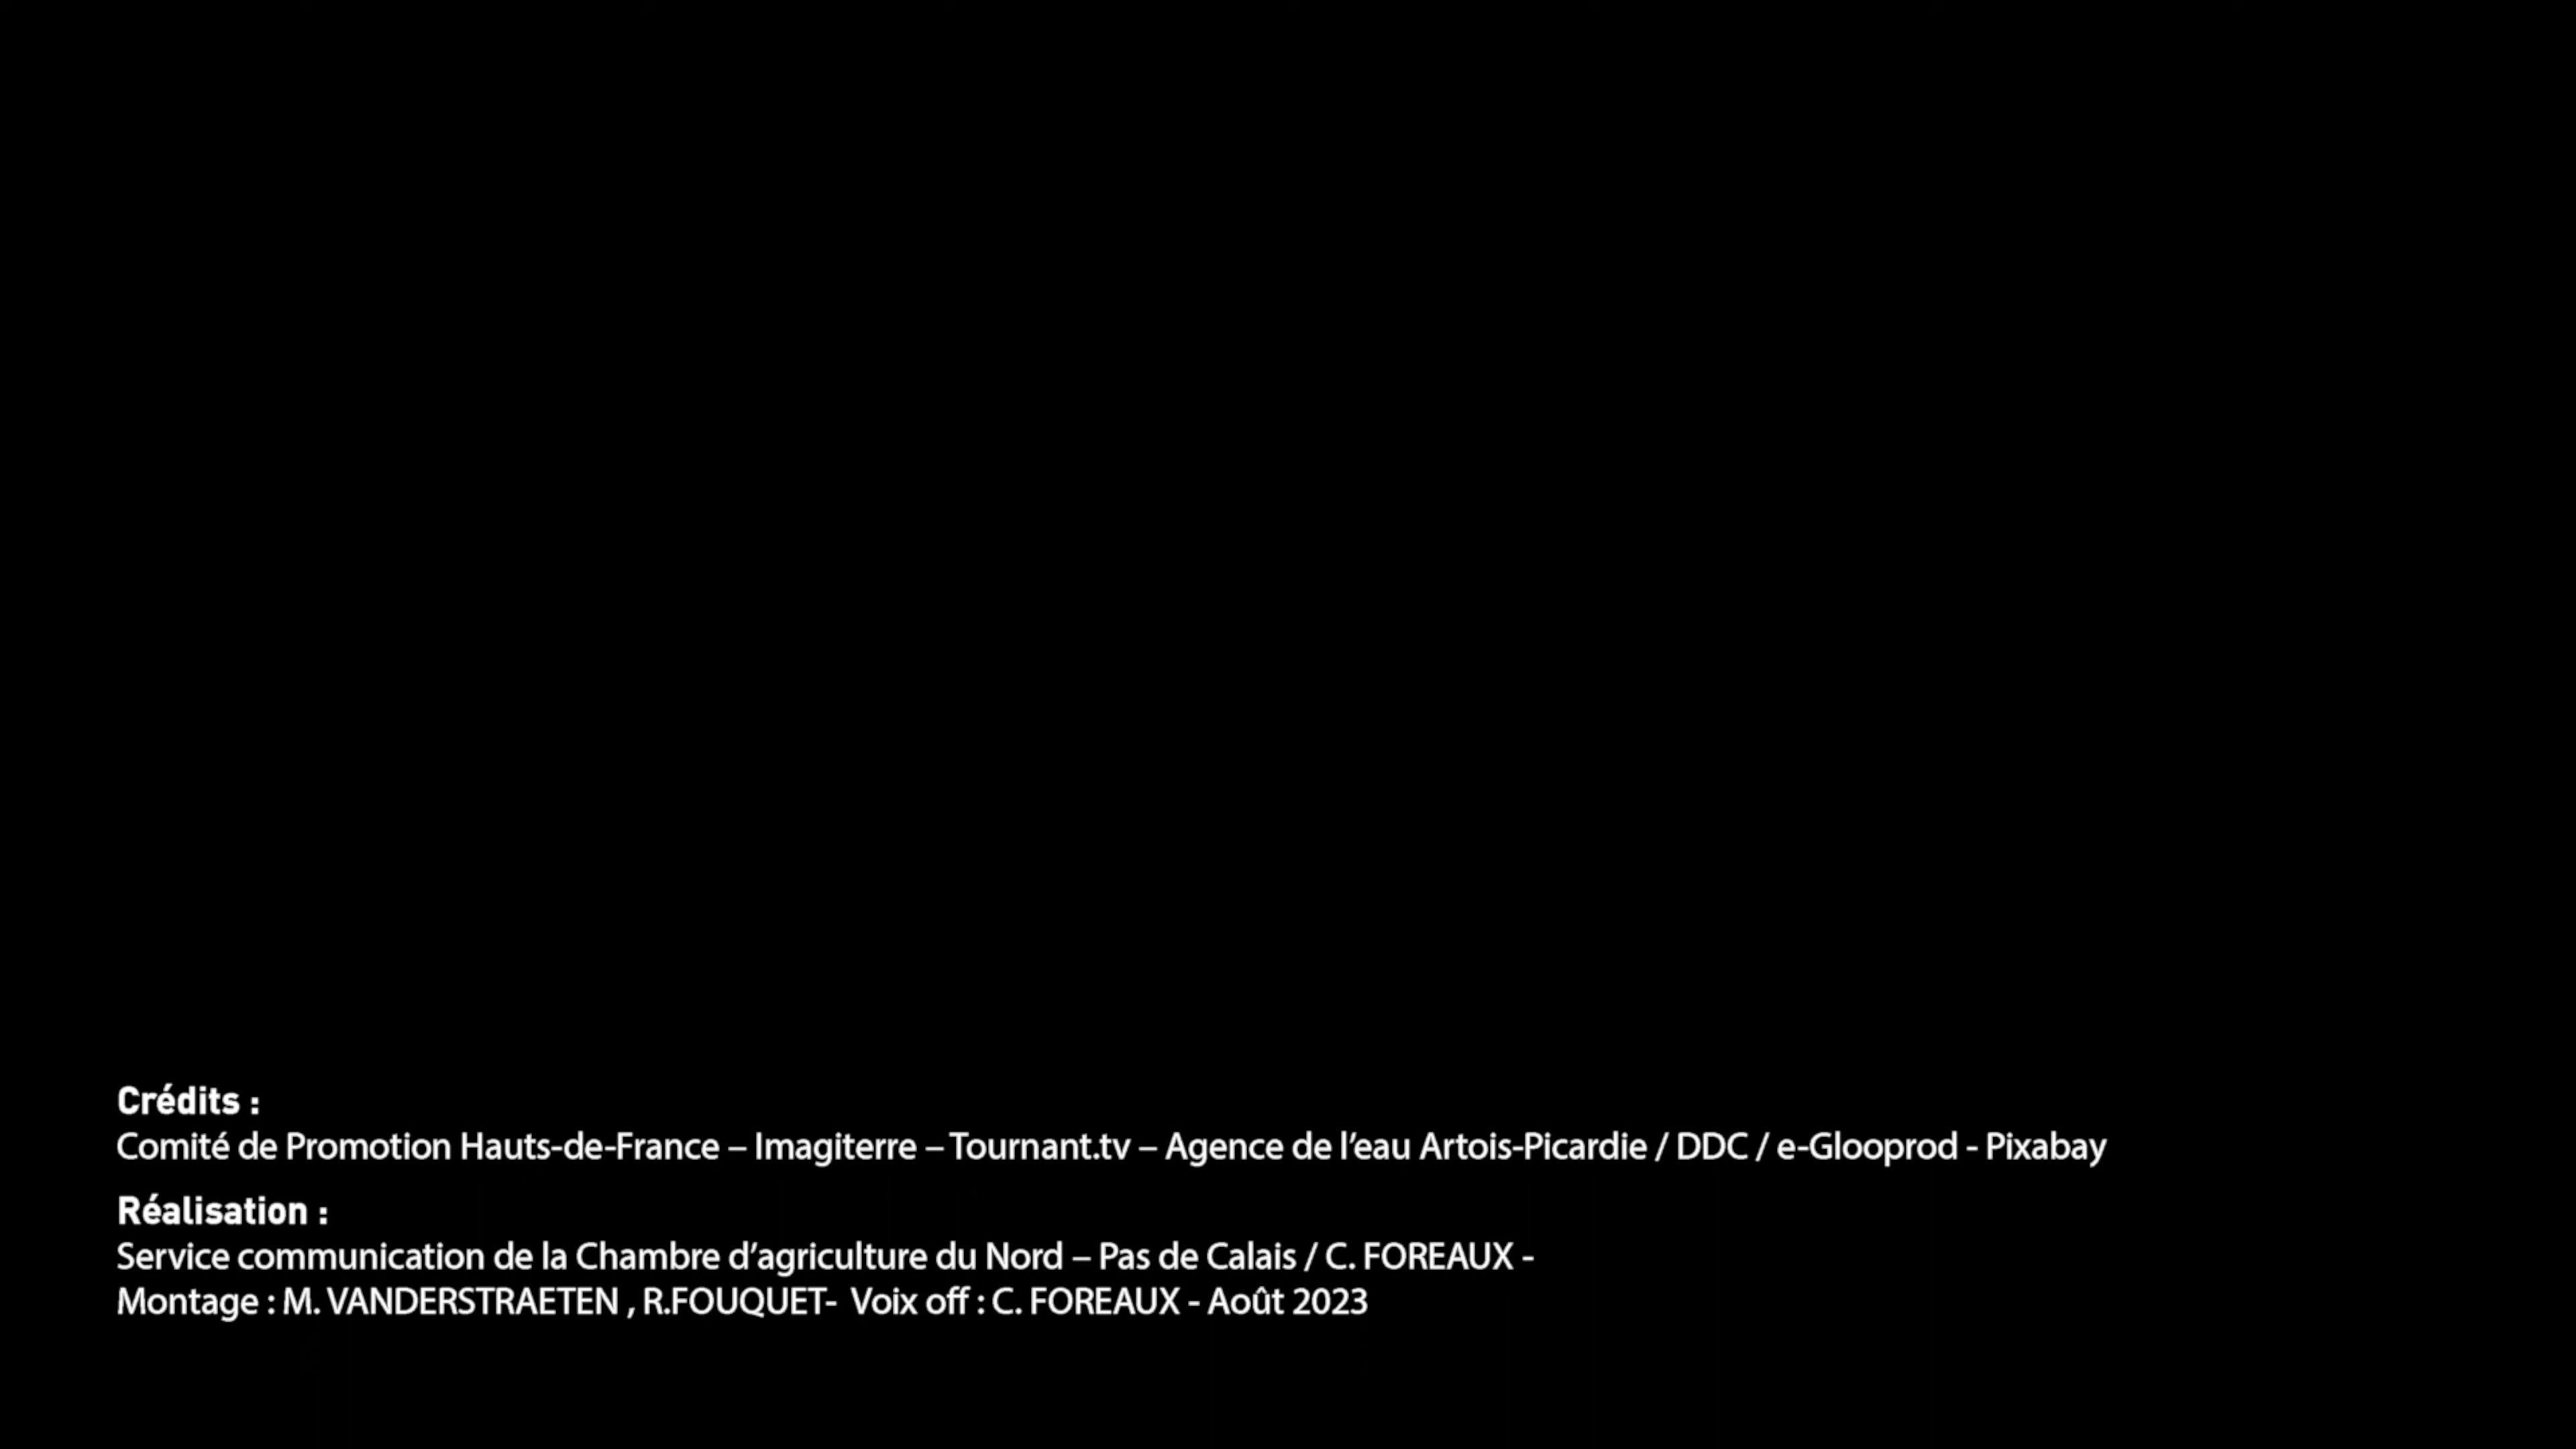 Crédits :
Comité de Promotion Hauts-de-France – Imagiterre – Tournant.tv – Agence de l’eau Artois-Picardie / DDC / e-Glooprod - Pixabay
Réalisation :
Service communication de la Chambre d’agriculture du Nord – Pas de Calais / C. FOREAUX -
Montage : M. VANDERSTRAETEN , R.FOUQUET-  Voix off : C. FOREAUX - Août 2023